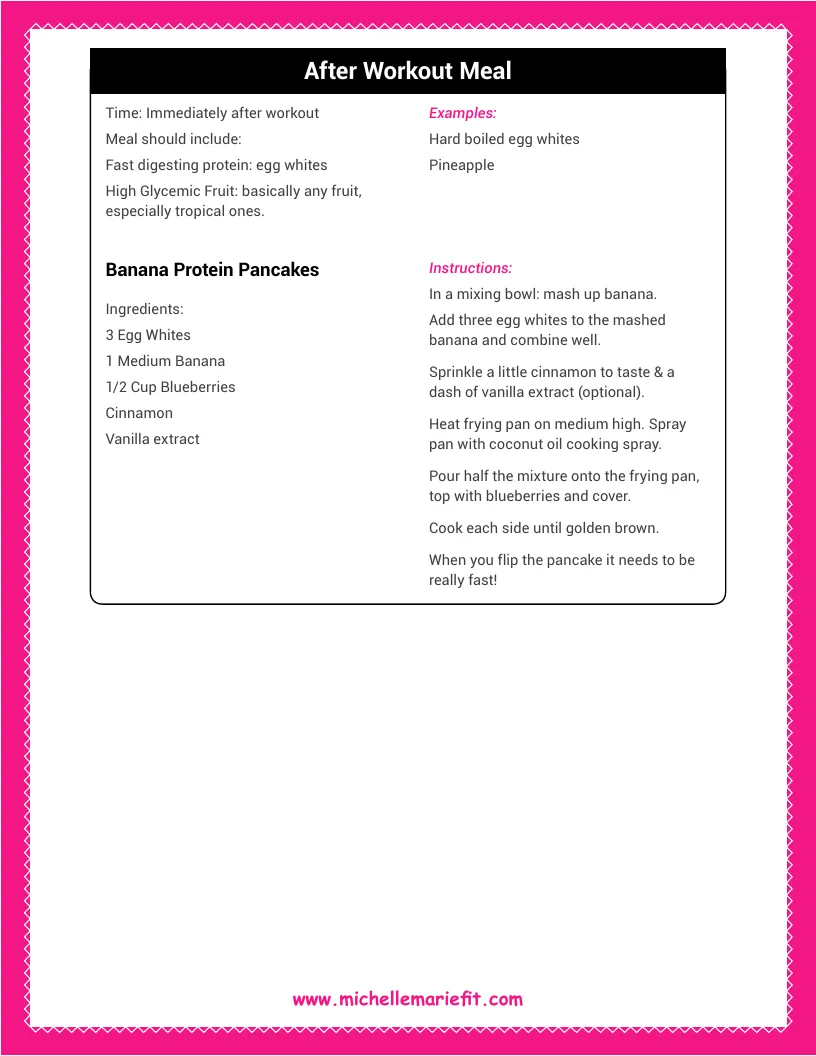 After Workout Meal
Time: Immediately after workout
Meal should include:
Fast digesting protein: egg whites
High Glycemic Fruit: basically any fruit,
especially tropical ones.
Examples:
Hard boiled egg whites
Pineapple
Banana Protein Pancakes
Ingredients:
3 Egg Whites
1 Medium Banana
1/2 Cup Blueberries
Cinnamon
Vanilla extract
Instructions:
In a mixing bowl: mash up banana.
Add three egg whites to the mashed
banana and combine well.
Sprinkle a little cinnamon to taste & a
dash of vanilla extract (optional).
Heat frying pan on medium high. Spray
pan with coconut oil cooking spray.
Pour half the mixture onto the frying pan,
top with blueberries and cover.
Cook each side until golden brown.
When you flip the pancake it needs to be
really fast!
www.michellemariefit.com